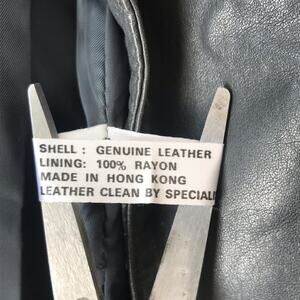 SHELL : GENUINE LEATHER
LINING: 100% RAYON
MADE IN HONG KONG
LEATHER CLEAN BY